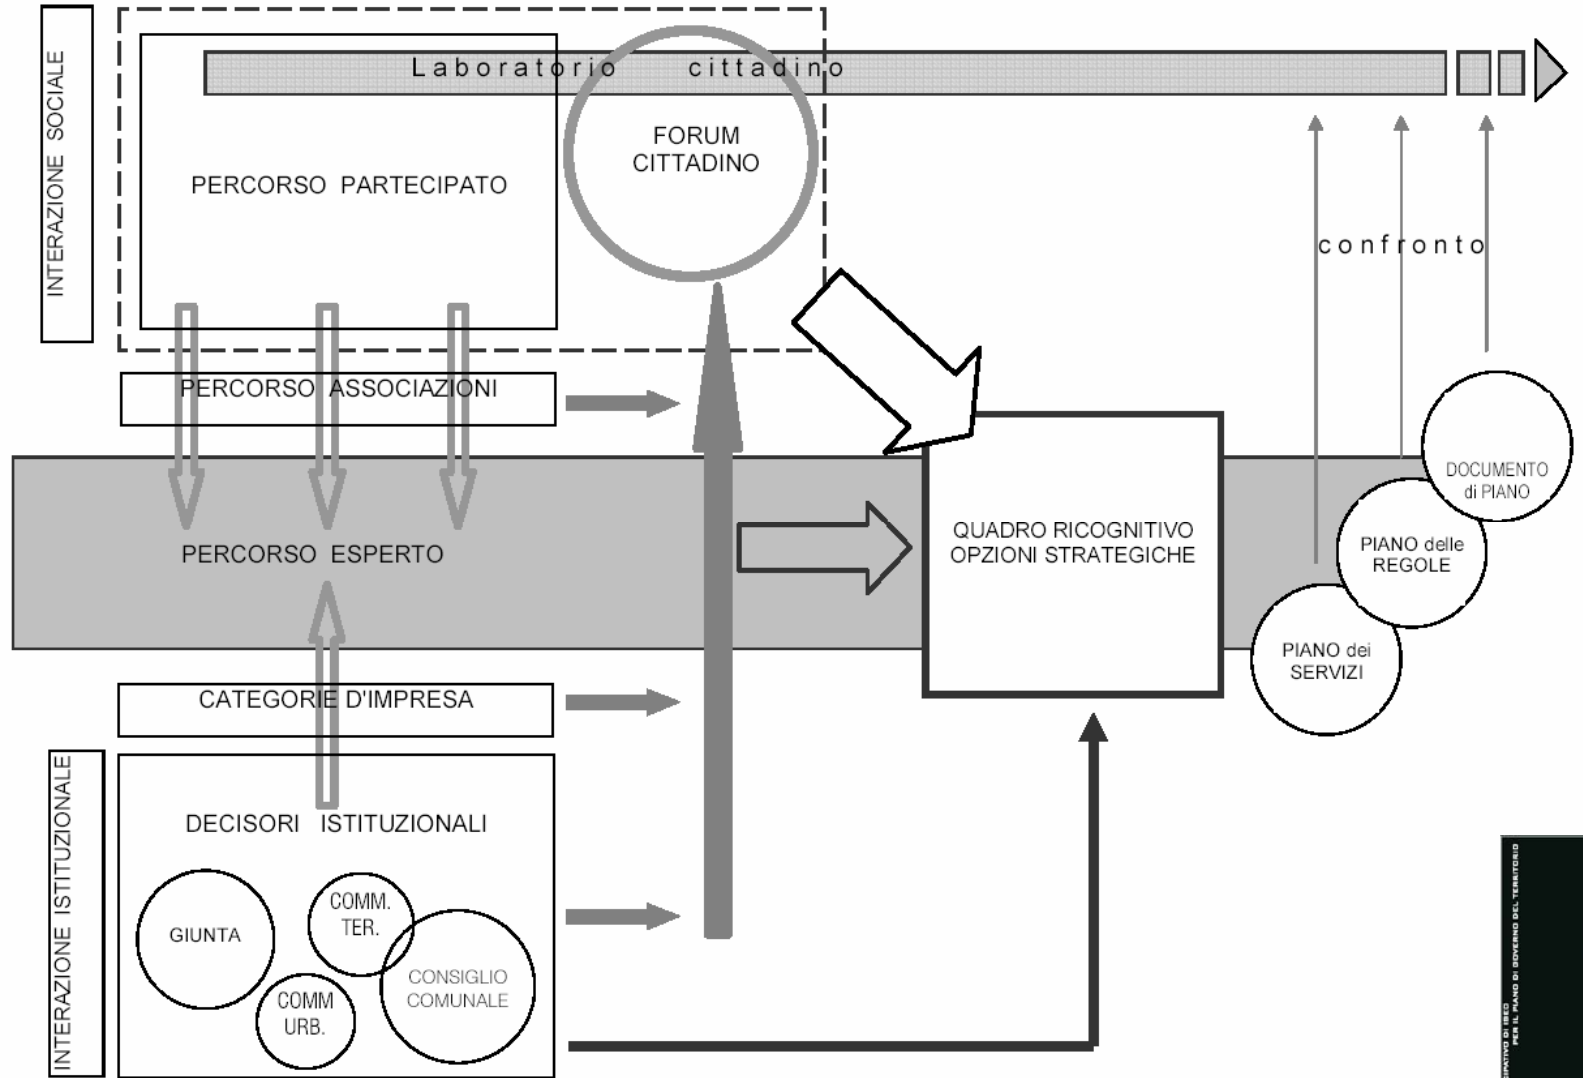 INTERAZIONE SOCIALE
Laboratorio cittadino
FORUM
CITTADINO
PERCORSO PARTECIPATO
confronto
PERCORSO ASSOCIAZIONI
DOCUMENTO
di PIANO
PERCORSO ESPERTO
QUADRO RICOGNITIVO
OPZIONI STRATEGICHE
PIANO delle
REGOLE
PIANO dei
SERVIZI
CATEGORIE D'IMPRESA
INTERAZIONE ISTITUZIONALE
DECISORI ISTITUZIONALI
GIUNTA
COMM.
TER.
CONSIGLIO
COMUNALE
COMM
URB.
DI ISEO
PER IL PIANO DI GOVERNO DEL TERRITORIO